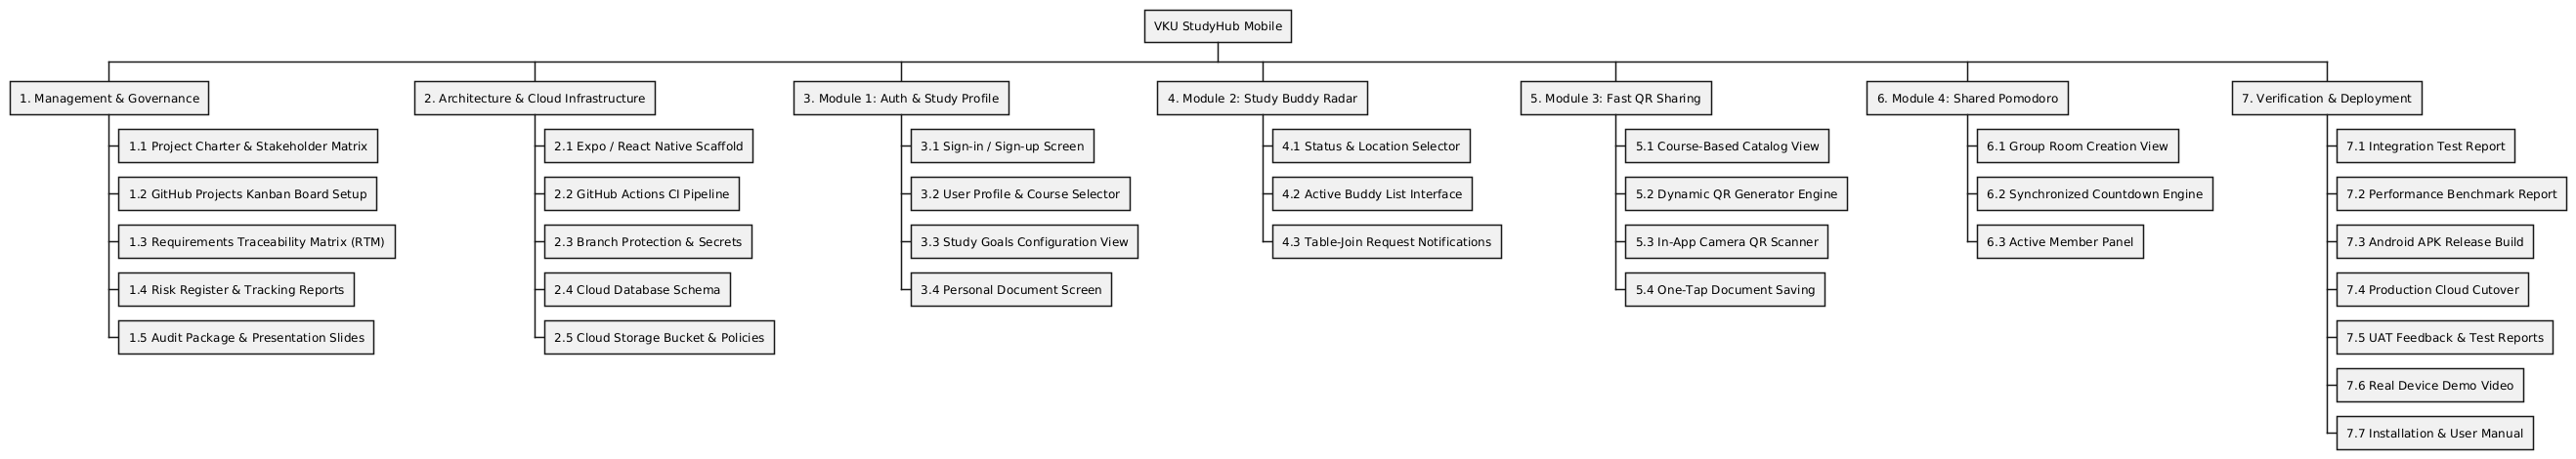 VKU StudyHub Mobile
1. Management & Governance
1.1 Project Charter & Stakeholder Matrix
1.2 GitHub Projects Kanban Board Setup
1.3 Requirements Traceability Matrix (RTM)
1.4 Risk Register & Tracking Reports
1.5 Audit Package & Presentation Slides
2. Architecture & Cloud Infrastructure
2.1 Expo / React Native Scaffold
2.2 GitHub Actions CI Pipeline
2.3 Branch Protection & Secrets
2.4 Cloud Database Schema
2.5 Cloud Storage Bucket & Policies
3. Module 1: Auth & Study Profile
3.1 Sign-in / Sign-up Screen
3.2 User Profile & Course Selector
3.3 Study Goals Configuration View
3.4 Personal Document Screen
4. Module 2: Study Buddy Radar
4.1 Status & Location Selector
4.2 Active Buddy List Interface
4.3 Table-Join Request Notifications
5. Module 3: Fast QR Sharing
5.1 Course-Based Catalog View
5.2 Dynamic QR Generator Engine
5.3 In-App Camera QR Scanner
5.4 One-Tap Document Saving
6. Module 4: Shared Pomodoro
6.1 Group Room Creation View
6.2 Synchronized Countdown Engine
6.3 Active Member Panel
7. Verification & Deployment
7.1 Integration Test Report
7.2 Performance Benchmark Report
7.3 Android APK Release Build
7.4 Production Cloud Cutover
7.5 UAT Feedback & Test Reports
7.6 Real Device Demo Video
7.7 Installation & User Manual